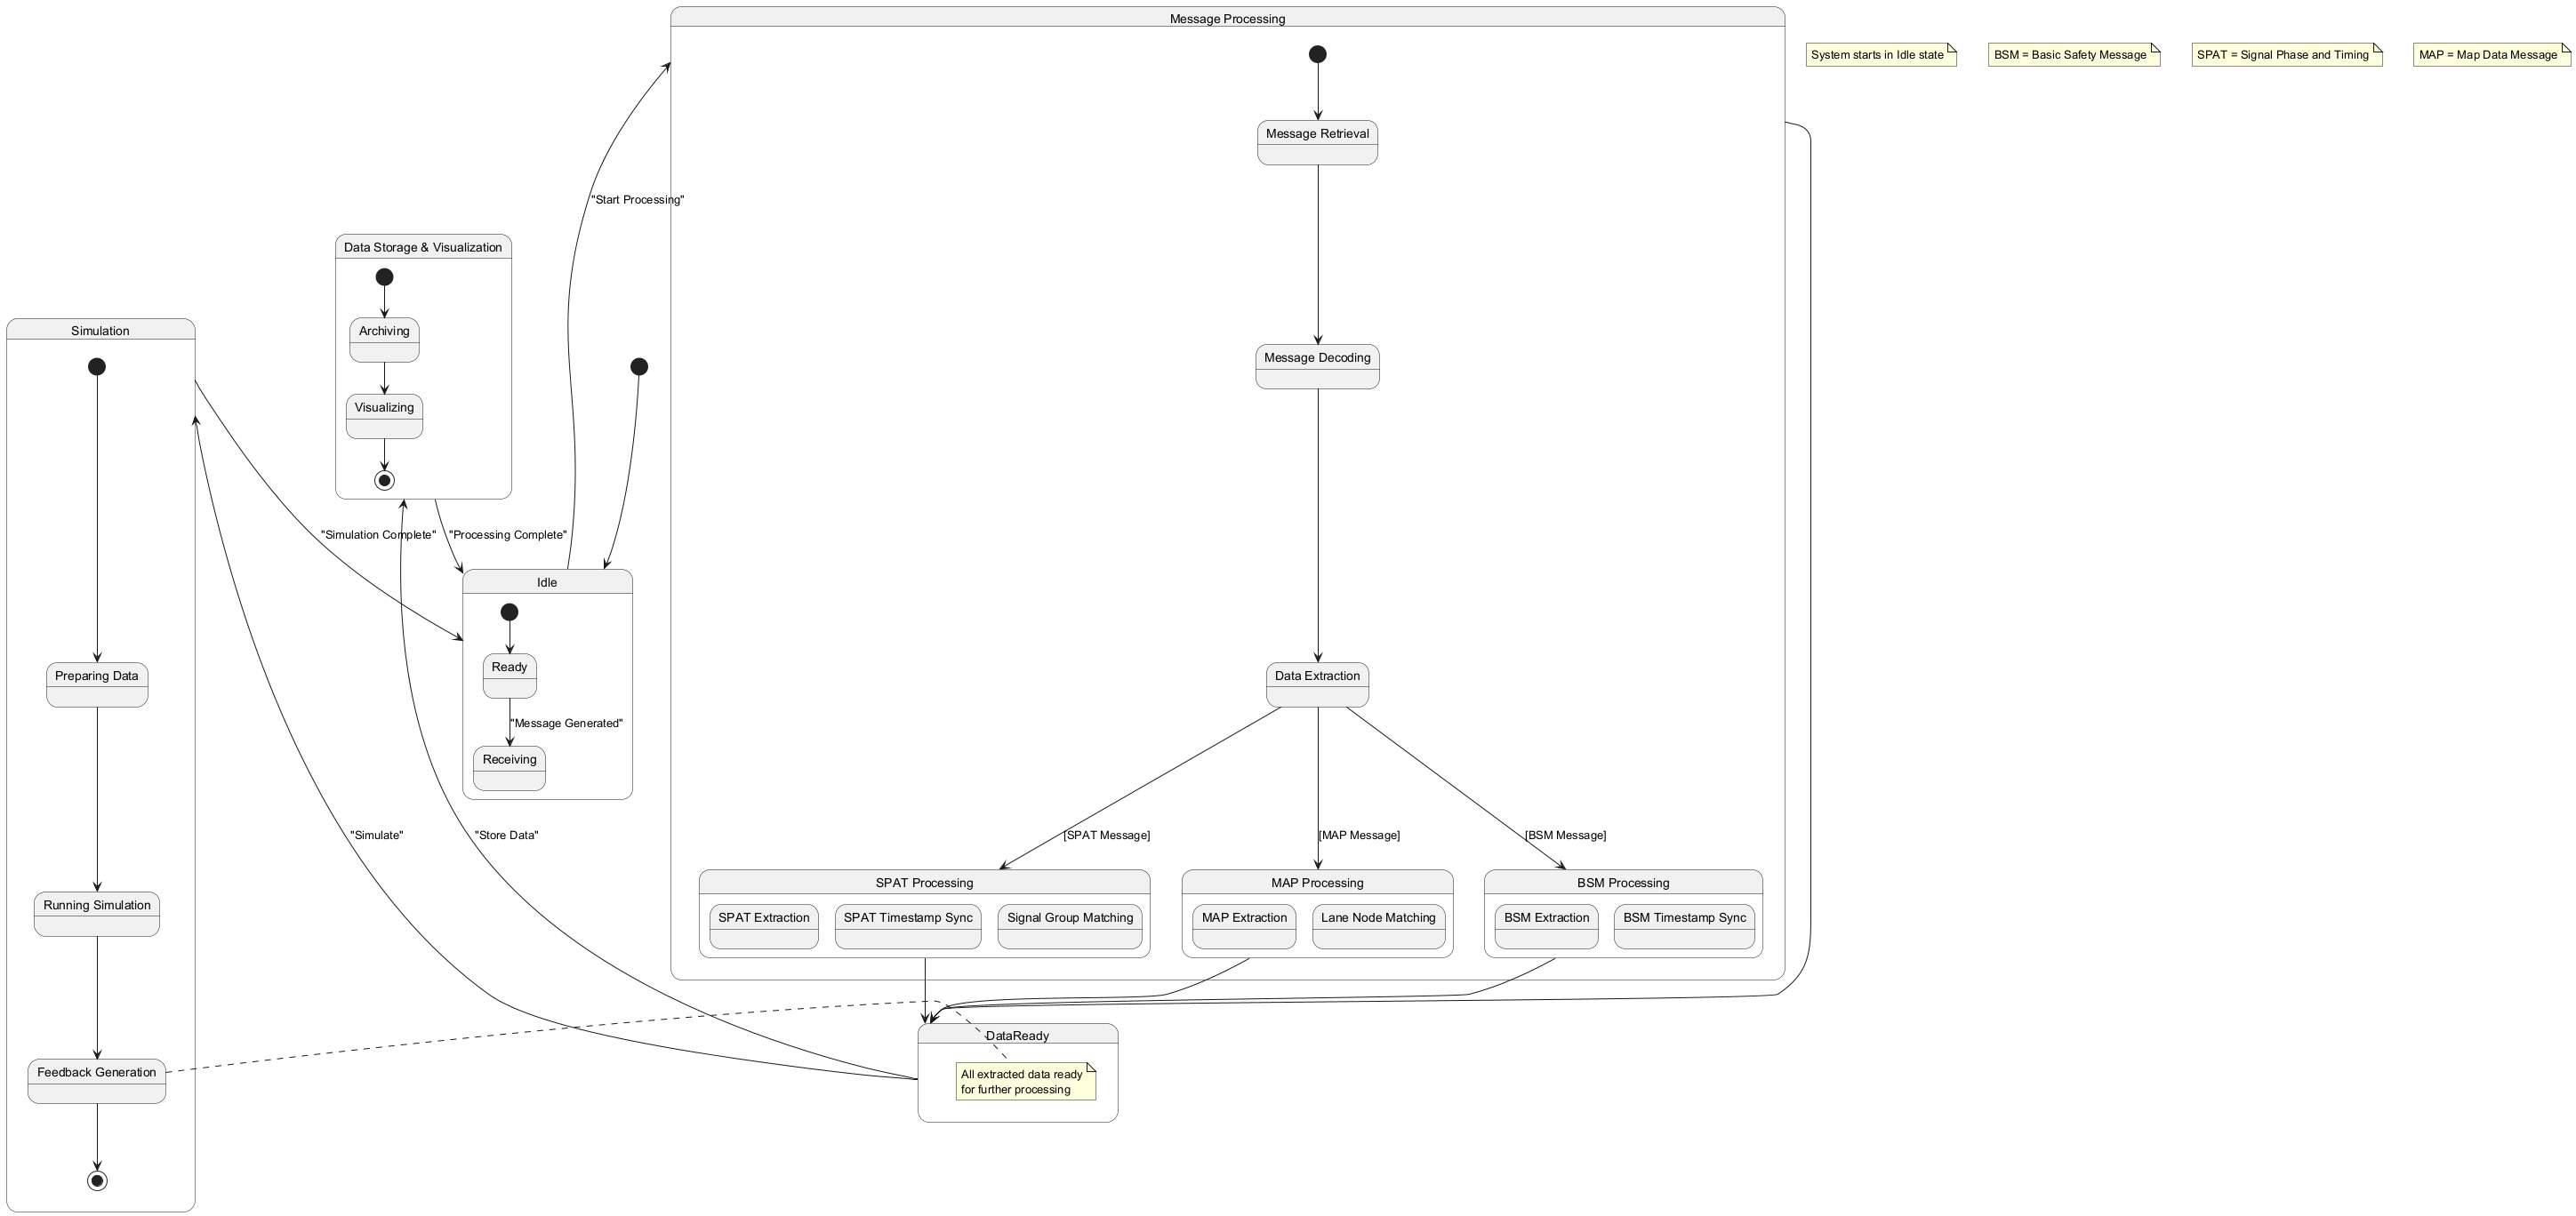 Message Processing
System starts in Idle state
BSM = Basic Safety Message
SPAT = Signal Phase and Timing
MAP = Map Data Message
Message Retrieval
"Start Processing"
Data Storage & Visualization
Archiving
Visualizing
Simulation
Message Decoding
"Simulation Complete"
"Processing Complete"
Idle
Ready
"Message Generated"
Receiving
Preparing Data
Data Extraction
"Simulate"
"Store Data"
[SPAT Message]
[MAP Message]
[BSM Message]
SPAT Processing
SPAT Extraction
SPAT Timestamp Sync
Signal Group Matching
MAP Processing
MAP Extraction
Lane Node Matching
BSM Processing
BSM Extraction
BSM Timestamp Sync
Running Simulation
DataReady
All extracted data ready
for further processing
Feedback Generation